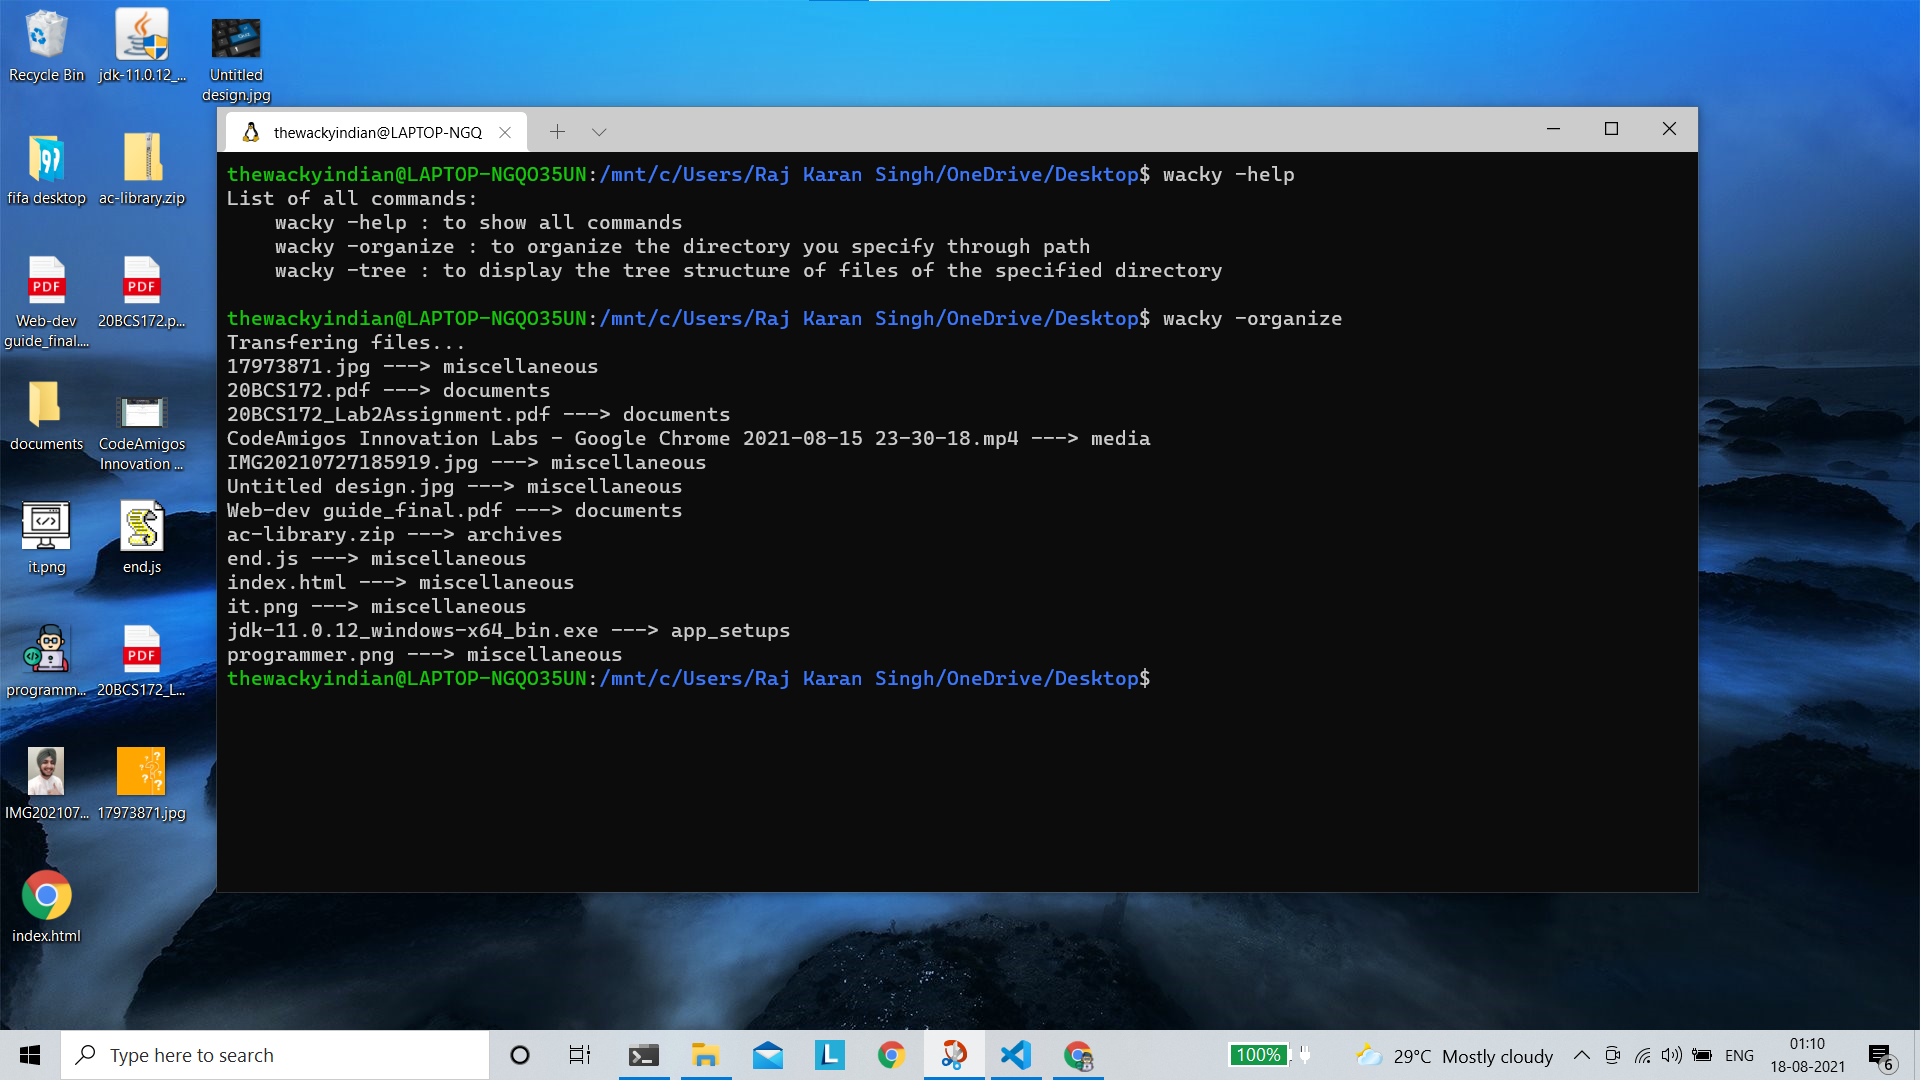 Recycle Bin
jdk-11.0.12_...
Untitled
design.jpg
fifa desktop
ac-library.zip
Web-dev
guide_final....
20BCS172.p...
documents
CodeAmigos
Innovation ...
it.png
end.js
programm...
20BCS172_L...
IMG202107...
17973871.jpg
index.html
PDF
PDF
PDF
thewackyindian@LAPTOP-NGQ
thewackyindian@LAPTOP-NGQO35UN:/mnt/c/Users/Raj Karan Singh/OneDrive/Desktop$ wacky -help
List of all commands:
    wacky -help : to show all commands
    wacky -organize : to organize the directory you specify through path
    wacky -tree : to display the tree structure of files of the specified directory
thewackyindian@LAPTOP-NGQO35UN:/mnt/c/Users/Raj Karan Singh/OneDrive/Desktop$ wacky -organize
Transfering files...
17973871.jpg ---> miscellaneous
20BCS172.pdf ---> documents
20BCS172_Lab2Assignment.pdf ---> documents
CodeAmigos Innovation Labs - Google Chrome 2021-08-15 23-30-18.mp4 ---> media
IMG20210727185919.jpg ---> miscellaneous
Untitled design.jpg ---> miscellaneous
Web-dev guide_final.pdf ---> documents
ac-library.zip ---> archives
end.js ---> miscellaneous
index.html ---> miscellaneous
it.png ---> miscellaneous
jdk-11.0.12_windows-x64_bin.exe ---> app_setups
programmer.png ---> miscellaneous
thewackyindian@LAPTOP-NGQO35UN:/mnt/c/Users/Raj Karan Singh/OneDrive/Desktop$
Type here to search
L
100%
29°C Mostly cloudy
ENG
01:10
18-08-2021
6